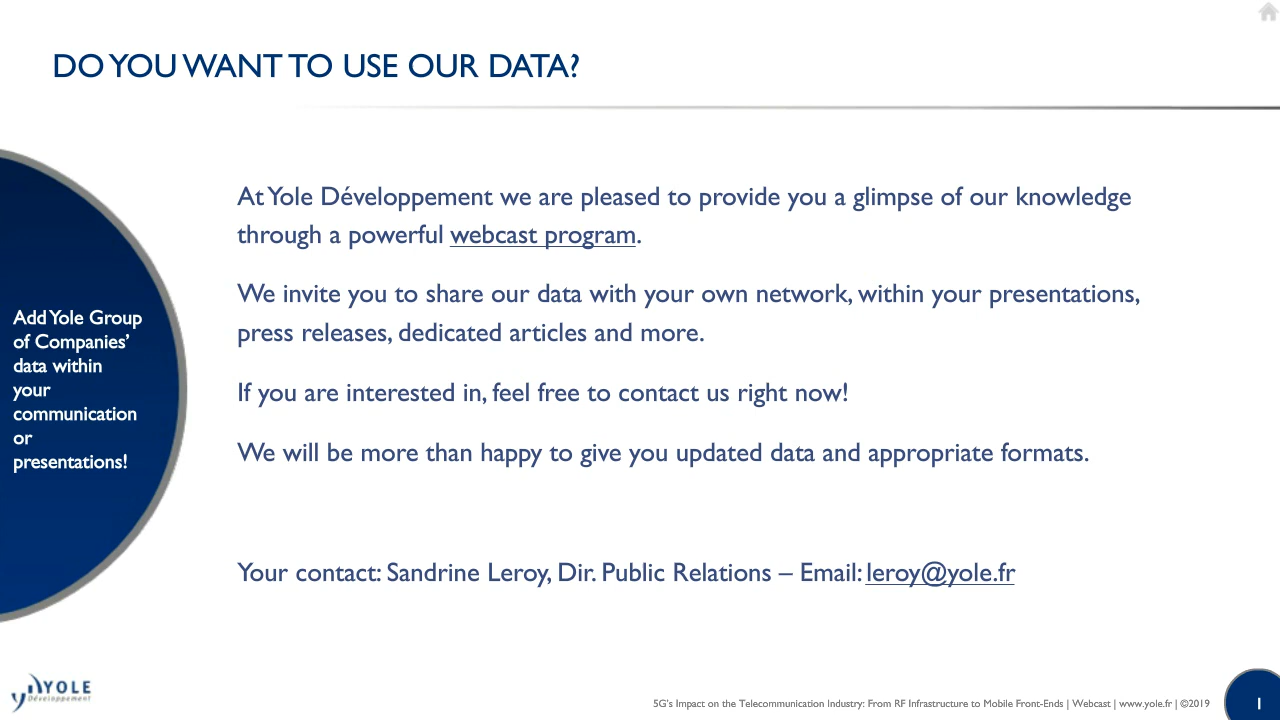 DO YOU WANT TO USE OUR DATA?
At Yole Développement we are pleased to provide you a glimpse of our knowledge
through a powerful webcast program.
We invite you to share our data with your own network, within your presentations,
press releases, dedicated articles and more.
If you are interested in, feel free to contact us right now!
We will be more than happy to give you updated data and appropriate formats.
Your contact: Sandrine Leroy, Dir. Public Relations – Email: leroy@yole.fr
Add Yole Group
of Companies’
data within
your
communication
or
presentations!
YOLE
Développement
5G's Impact on the Telecommunication Industry: From RF Infrastructure to Mobile Front-Ends | Webcast | www.yole.fr | ©2019
1